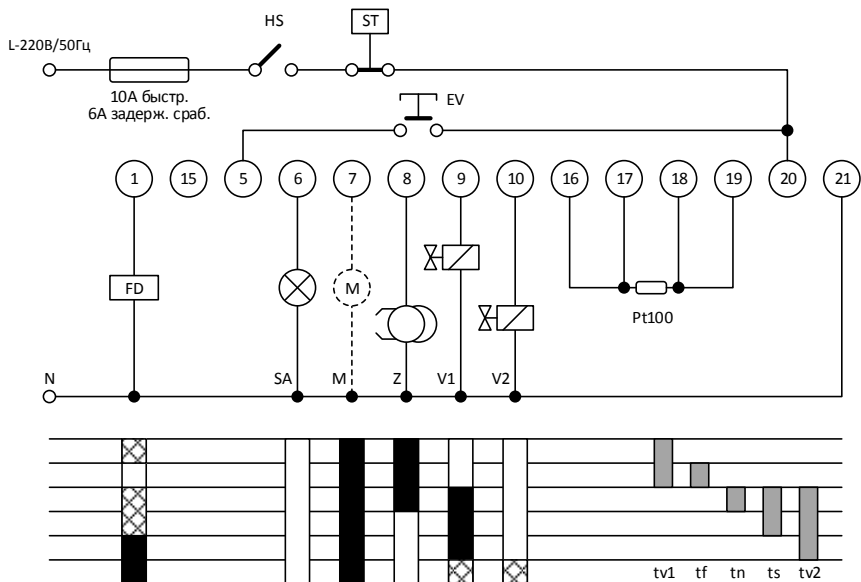 HS
ST
L-220В/50Гц
10А быстр.
6А задерж. сраб.
EV
1
15
5
6
7
8
9
10
16
17
18
19
20
21
FD
M
Pt100
N
SA
M
Z
V1
V2
tv1
tf
tn
ts
tv2